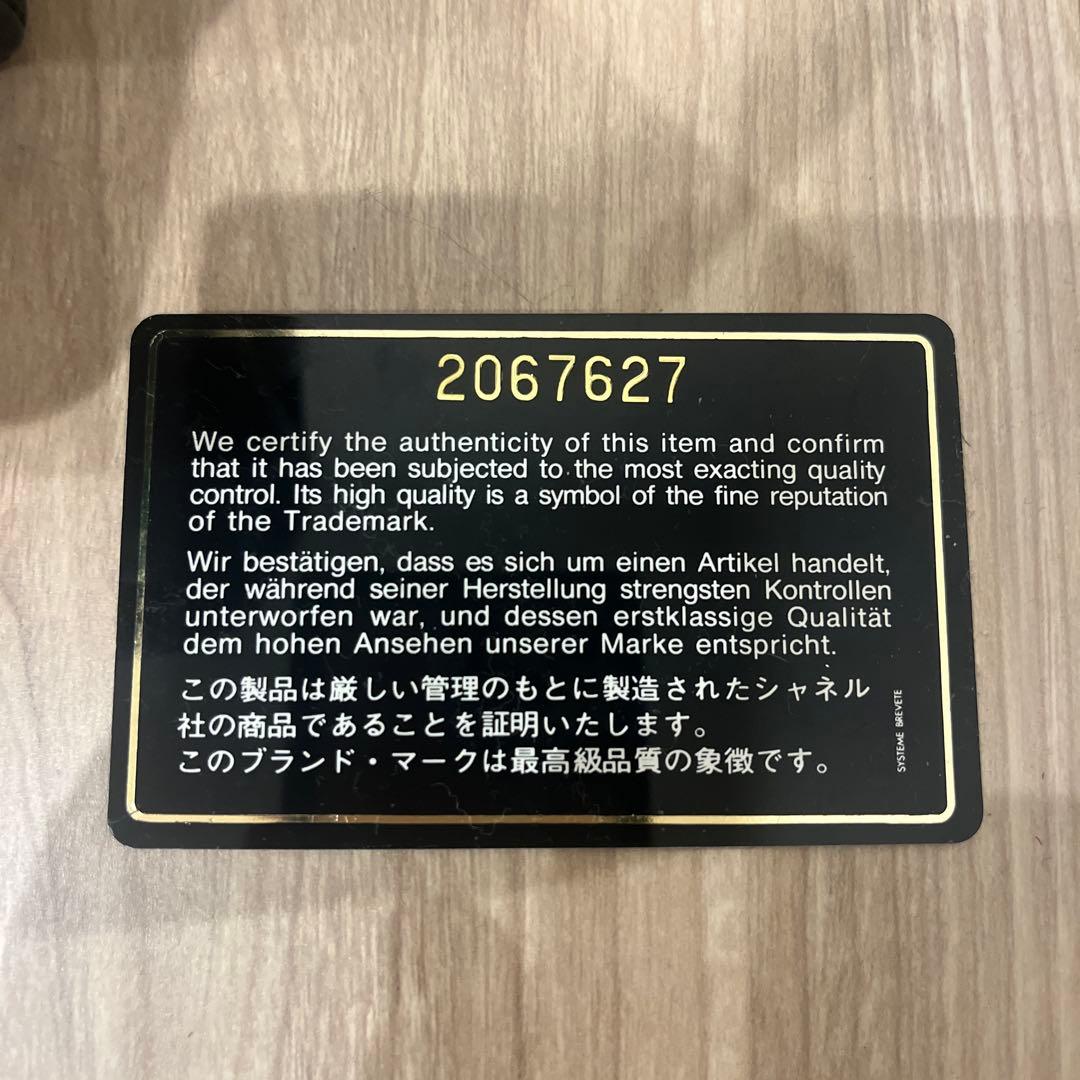 2067627
We certify the authenticity of this item and confirm
that it has been subjected to the most exacting quality
control. Its high quality is a symbol of the fine reputation
of the Trademark.
Wir bestätigen, dass es sich um einen Artikel handelt,
der während seiner Herstellung strengsten Kontrollen
unterworfen war, und dessen erstklassige Qualität
dem hohen Ansehen unserer Marke entspricht.
この製品は厳しい管理のもとに製造されたシャネル
社の商品であることを証明いたします。
このブランド・マークは最高級品質の象徴です。
SYSTEME BREVETE